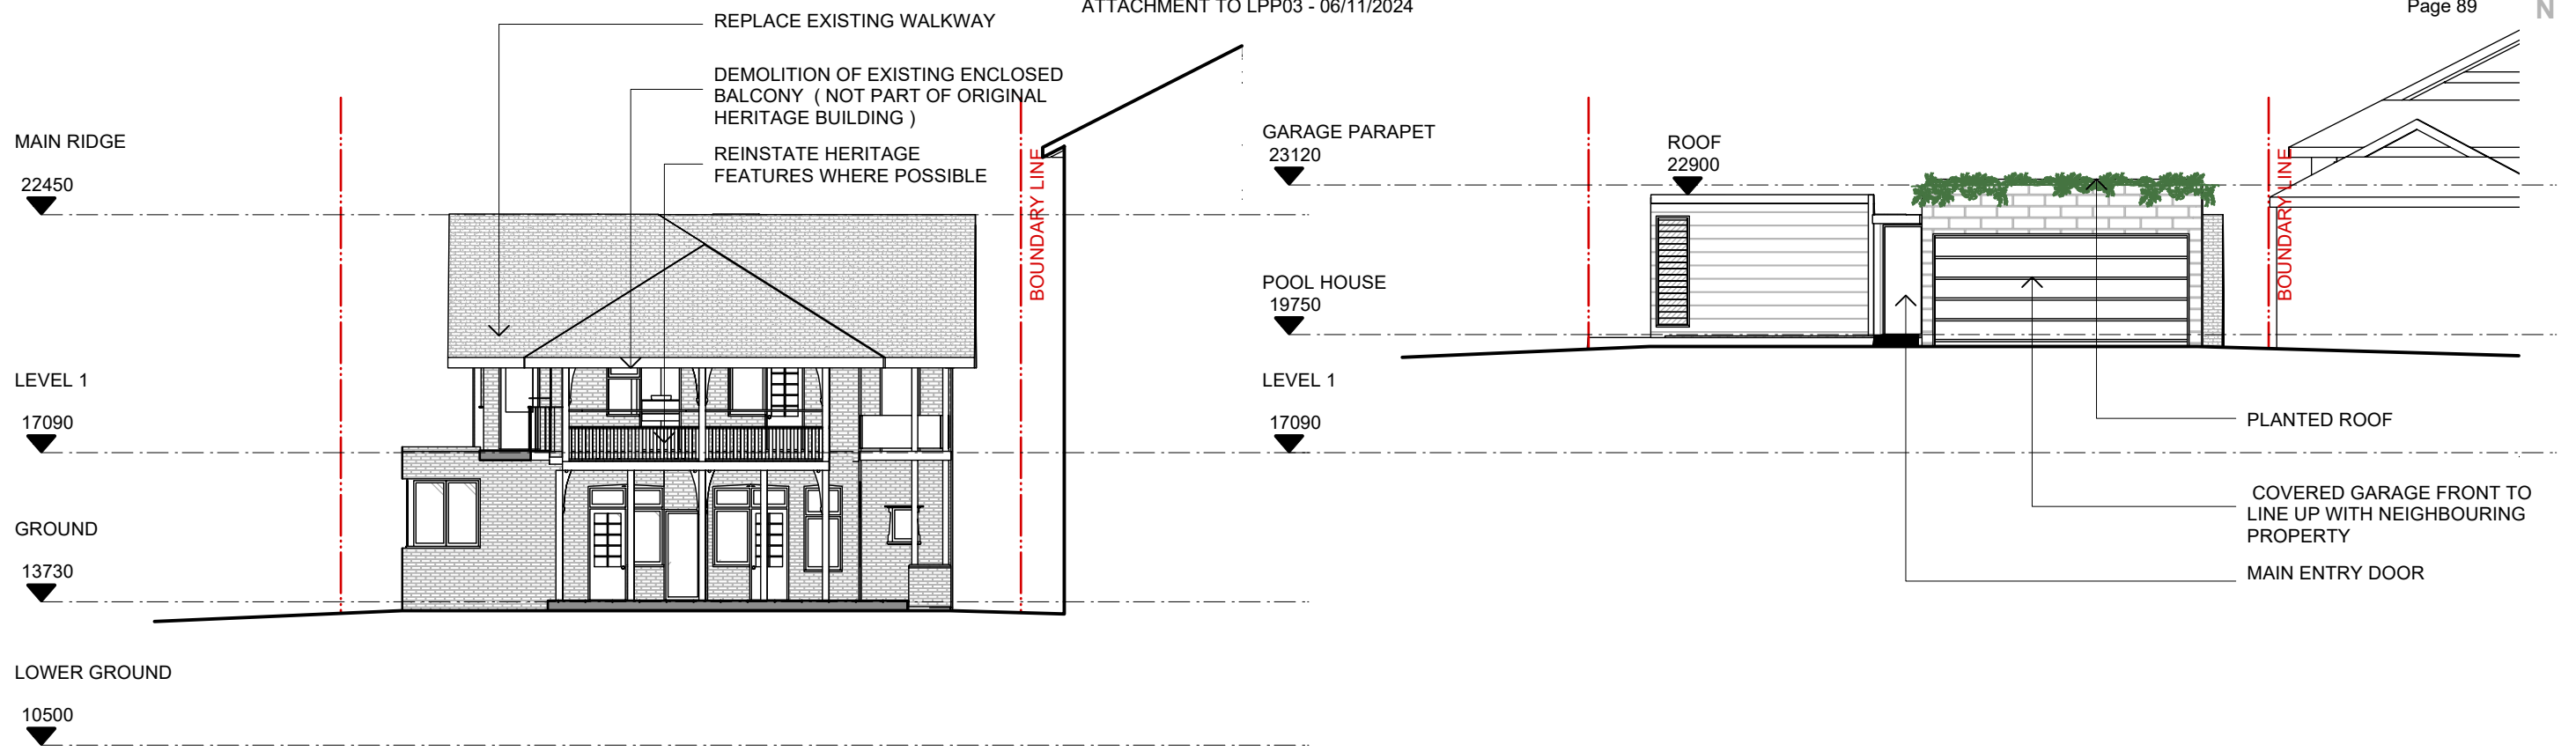 ATTACHMENT TO LPP03 - 06/11/2024
Page 89
N
REPLACE EXISTING WALKWAY
DEMOLITION OF EXISTING ENCLOSED
BALCONY ( NOT PART OF ORIGINAL
HERITAGE BUILDING )
REINSTATE HERITAGE
FEATURES WHERE POSSIBLE
MAIN RIDGE
22450
LEVEL 1
17090
GROUND
13730
LOWER GROUND
10500
BOUNDARY LINE
GARAGE PARAPET
23120
ROOF
22900
POOL HOUSE
19750
LEVEL 1
17090
BOUNDARY LINE
PLANTED ROOF
COVERED GARAGE FRONT TO
LINE UP WITH NEIGHBOURING
PROPERTY
MAIN ENTRY DOOR